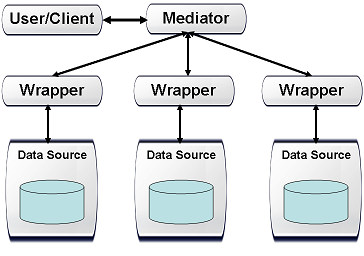 User/Client
Mediator
Wrapper
Wrapper
Wrapper
Data Source
Data Source
Data Source